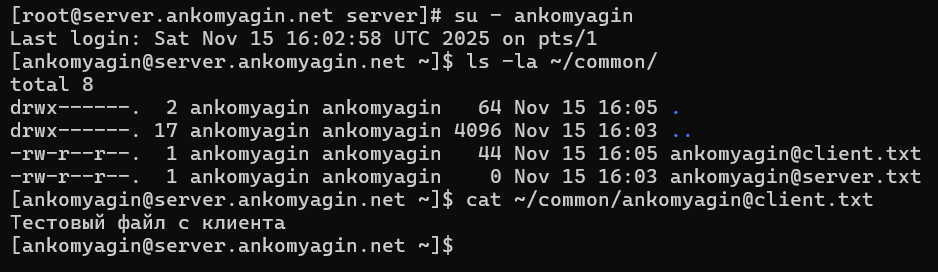 [root@server.ankomyagin.net server]# su - ankomyagin
Last login: Sat Nov 15 16:02:58 UTC 2025 on pts/1
[ankomyagin@server.ankomyagin.net ~]$ ls -la ~/common/
total 8
drwx------.  2 ankomyagin ankomyagin   64 Nov 15 16:05 .
drwx------. 17 ankomyagin ankomyagin 4096 Nov 15 16:03 ..
-rw-r--r--.  1 ankomyagin ankomyagin   44 Nov 15 16:05 ankomyagin@client.txt
-rw-r--r--.  1 ankomyagin ankomyagin    0 Nov 15 16:03 ankomyagin@server.txt
[ankomyagin@server.ankomyagin.net ~]$ cat ~/common/ankomyagin@client.txt
Тестовый файл с клиента
[ankomyagin@server.ankomyagin.net ~]$